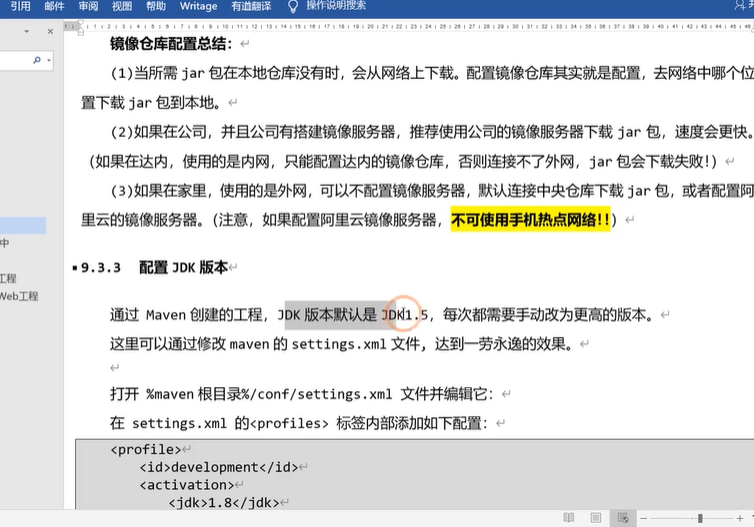 引用 邮件 审阅 视图 帮助 Writage 有道翻译 操作说明搜索
镜像仓库配置总结：
(1)当所需 jar 包在本地仓库没有时，会从网络上下载。配置镜像仓库其实就是配置，去网络中哪个位
置下载 jar 包到本地。
(2)如果在公司，并且公司有搭建镜像服务器，推荐使用公司的镜像服务器下载 jar 包，速度会更快。
（如果在达内，使用的是内网，只能配置达内的镜像仓库，否则连接不了外网，jar 包会下载失败！）
(3)如果在家里，使用的是外网，可以不配置镜像服务器，默认连接中央仓库下载 jar 包，或者配置阿
里云的镜像服务器。（注意，如果配置阿里云镜像服务器，不可使用手机热点网络!!）
中
9.3.3 配置 JDK 版本
工程
Web工程
通过 Maven 创建的工程，JDK 版本默认是 JDK1.5，每次都需要手动改为更高的版本。
这里可以通过修改 maven 的 settings.xml 文件, 达到一劳永逸的效果。
打开 %maven 根目录%/conf/settings.xml 文件并编辑它：
在 settings.xml 的<profiles> 标签内部添加如下配置：
<profile>
<id>development</id>
<activation>
<jdk>1.8</jdk>